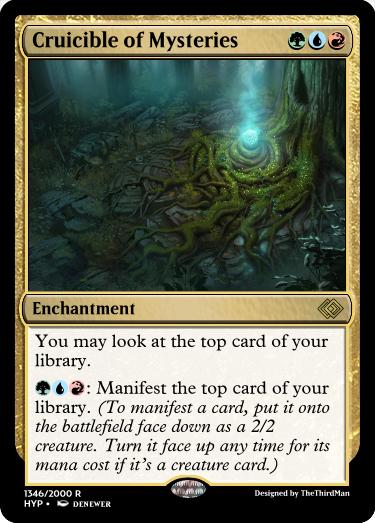 Cruicible of Mysteries
Enchantment
You may look at the top card of your
library.
: Manifest the top card of your
library. (To manifest a card, put it onto
the battlefield face down as a 2/2
creature. Turn it face up any time for its
mana cost if it's a creature card.)
1346/2000 R
Designed by TheThirdMan
HYP • DENEWER